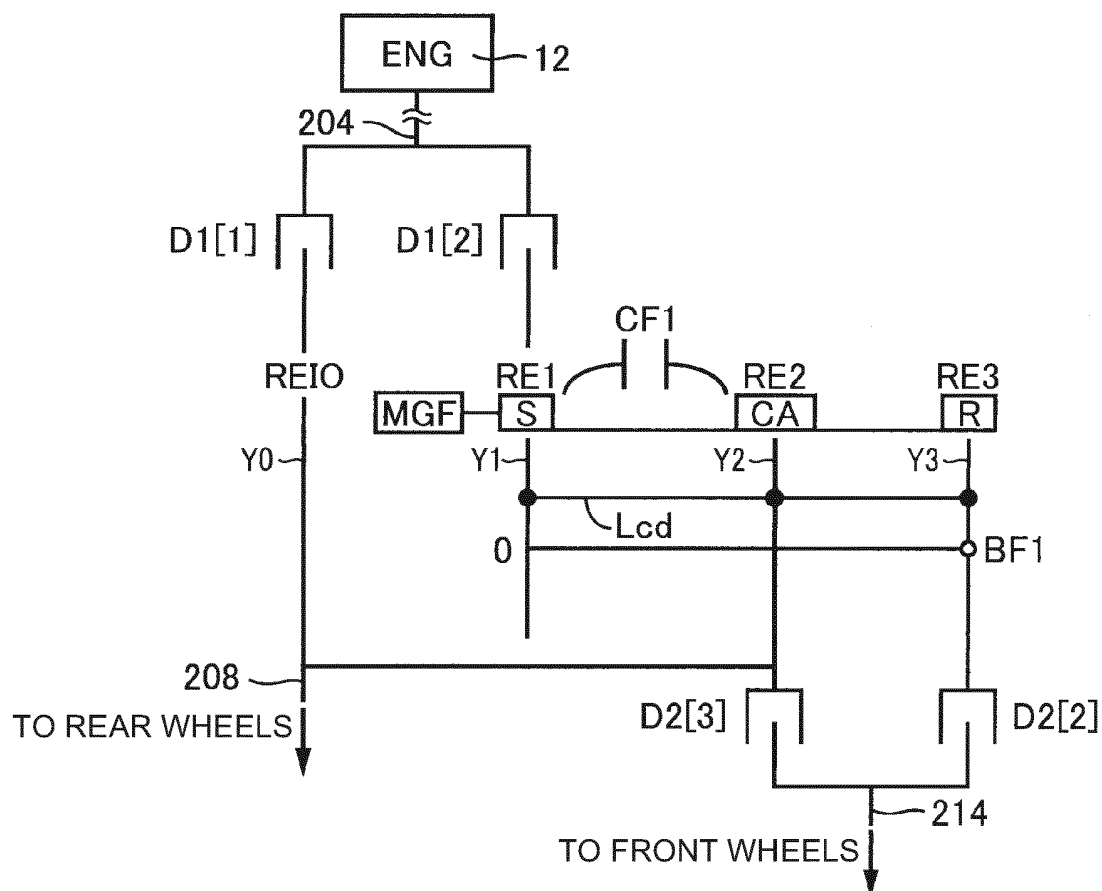 ENG
12
204
D1[1]
D1[2]
CF1
REIO
RE1
RE2
RE3
MGF
S
CA
R
Y0
Y1
Y2
Y3
Lcd
0
BF1
208
TO REAR WHEELS
D2[3]
D2[2]
214
TO FRONT WHEELS